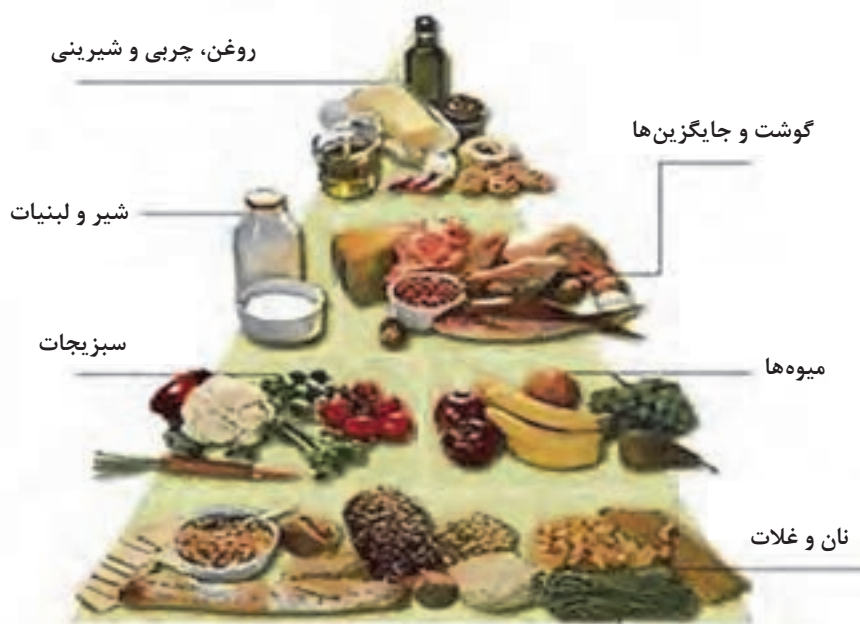 روغن، چربی و شیرینی
گوشت و جایگزین‌ها
شیر و لبنیات
سبزیجات
میوه‌ها
نان و غلات